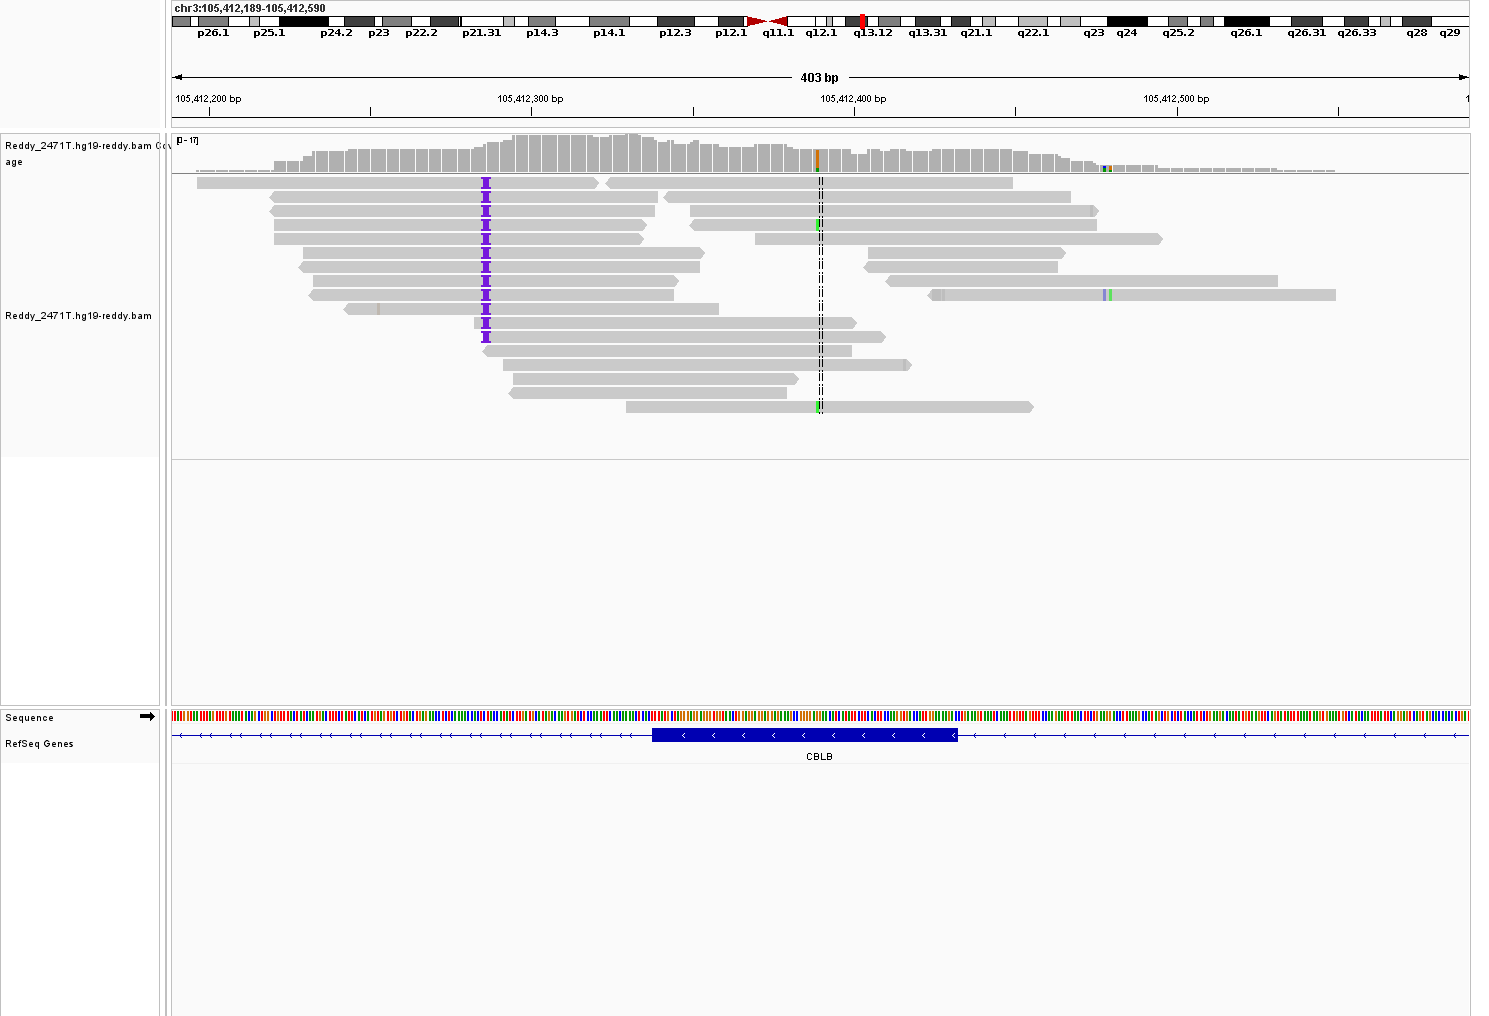 chr3:105,412,189-105,412,590
p26.1 p25.1 p24.2 p23 p22.2 p21.31 p14.3 p14.1 p12.3 p12.1 q11.1 q12.1 q13.12 q13.31 q21.1 q22.1 q23 q24 q25.2 q26.1 q26.31 q26.33 q28 q29
403 bp
105,412,200 bp 105,412,300 bp 105,412,400 bp 105,412,500 bp 1
Reddy_2471T.hg19-reddy.bam Cov
age
[0 - 17]
Reddy_2471T.hg19-reddy.bam
Sequence
RefSeq Genes
CBLB